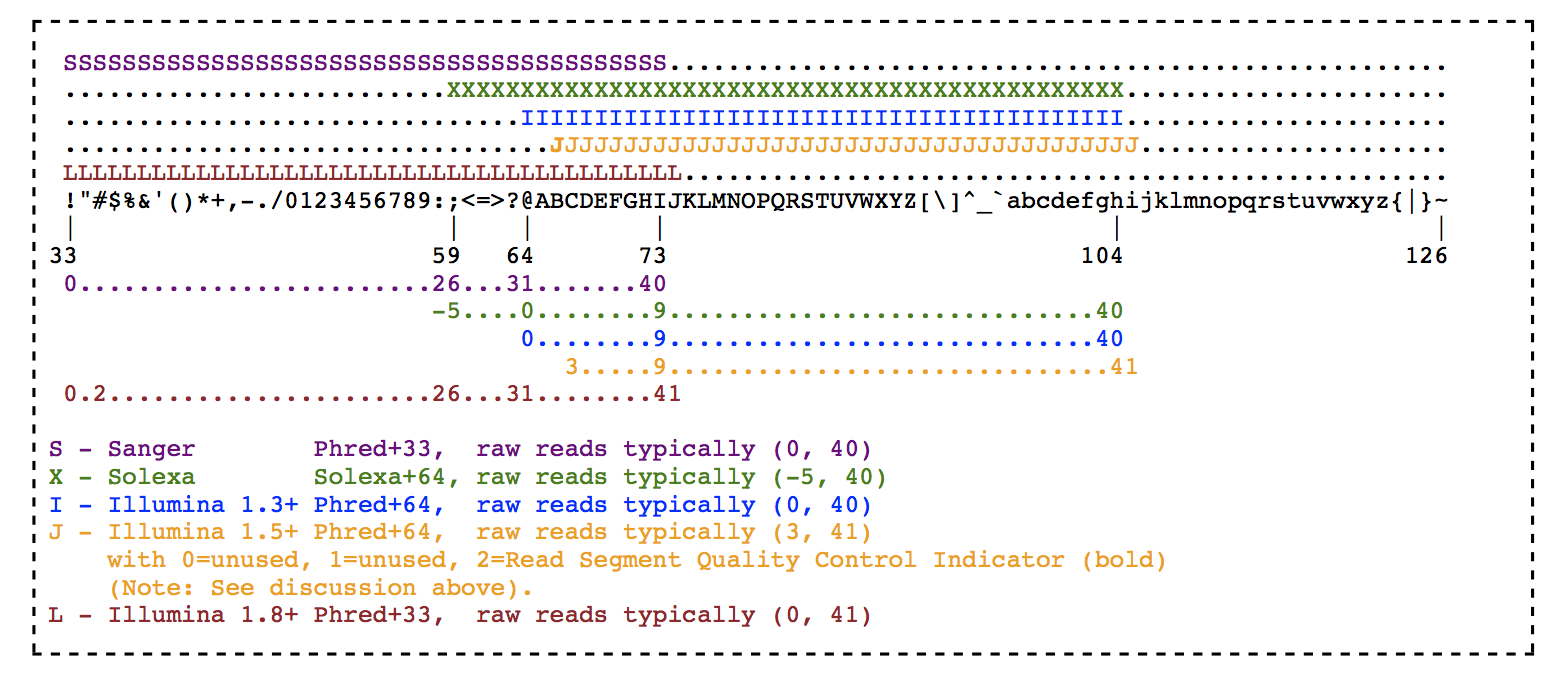 SSSSSSSSSSSSSSSSSSSSSSSSSSSSSSSSSSSSSSSSS.....................................................
..........................XXXXXXXXXXXXXXXXXXXXXXXXXXXXXXXXXXXXXXXXXXXXXX......................
...............................IIIIIIIIIIIIIIIIIIIIIIIIIIIIIIIIIIIIIIIII......................
.................................JJJJJJJJJJJJJJJJJJJJJJJJJJJJJJJJJJJJJJJJ.....................
LLLLLLLLLLLLLLLLLLLLLLLLLLLLLLLLLLLLLLLLLL....................................................
!"#$%&'()*+,-./0123456789:;<=>?@ABCDEFGHIJKLMNOPQRSTUVWXYZ[\]^_`abcdefghijklmnopqrstuvwxyz{|}~
| | | | | |
33 59 64 73 104 126
0........................26...31.......40
-5....0........9.............................40
0........9.............................40
3.....9..............................41
0.2......................26...31........41
S - Sanger Phred+33, raw reads typically (0, 40)
X - Solexa Solexa+64, raw reads typically (-5, 40)
I - Illumina 1.3+ Phred+64, raw reads typically (0, 40)
J - Illumina 1.5+ Phred+64, raw reads typically (3, 41)
with 0=unused, 1=unused, 2=Read Segment Quality Control Indicator (bold)
(Note: See discussion above).
L - Illumina 1.8+ Phred+33, raw reads typically (0, 41)